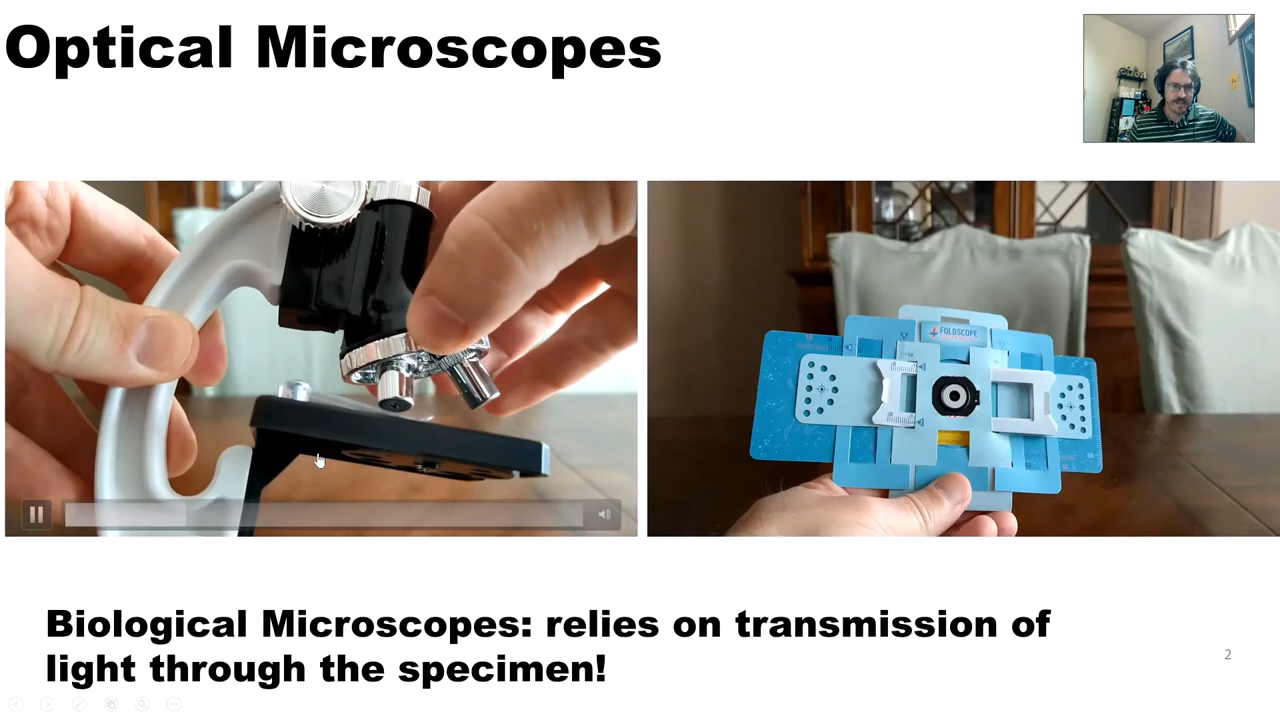 Optical Microscopes
FOLDSCOPE
Biological Microscopes: relies on transmission of
light through the specimen!
2